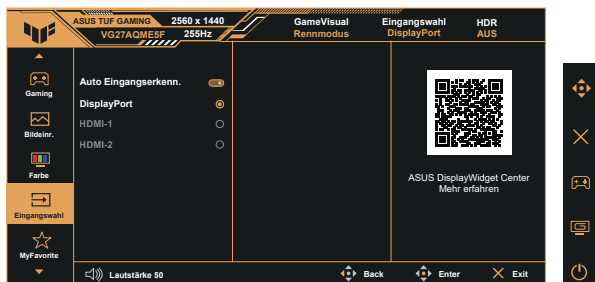 ASUS TUF GAMING 2560 x 1440
VG27AQME5F 255Hz
GameVisual
Rennmodus
Eingangswahl
DisplayPort
HDR
AUS
Gaming
Bildeinr.
Farbe
Eingangswahl
MyFavorite
Auto Eingangserkenn.
DisplayPort
HDMI-1
HDMI-2
ASUS DisplayWidget Center
Mehr erfahren
Lautstärke 50
Back
Enter
Exit